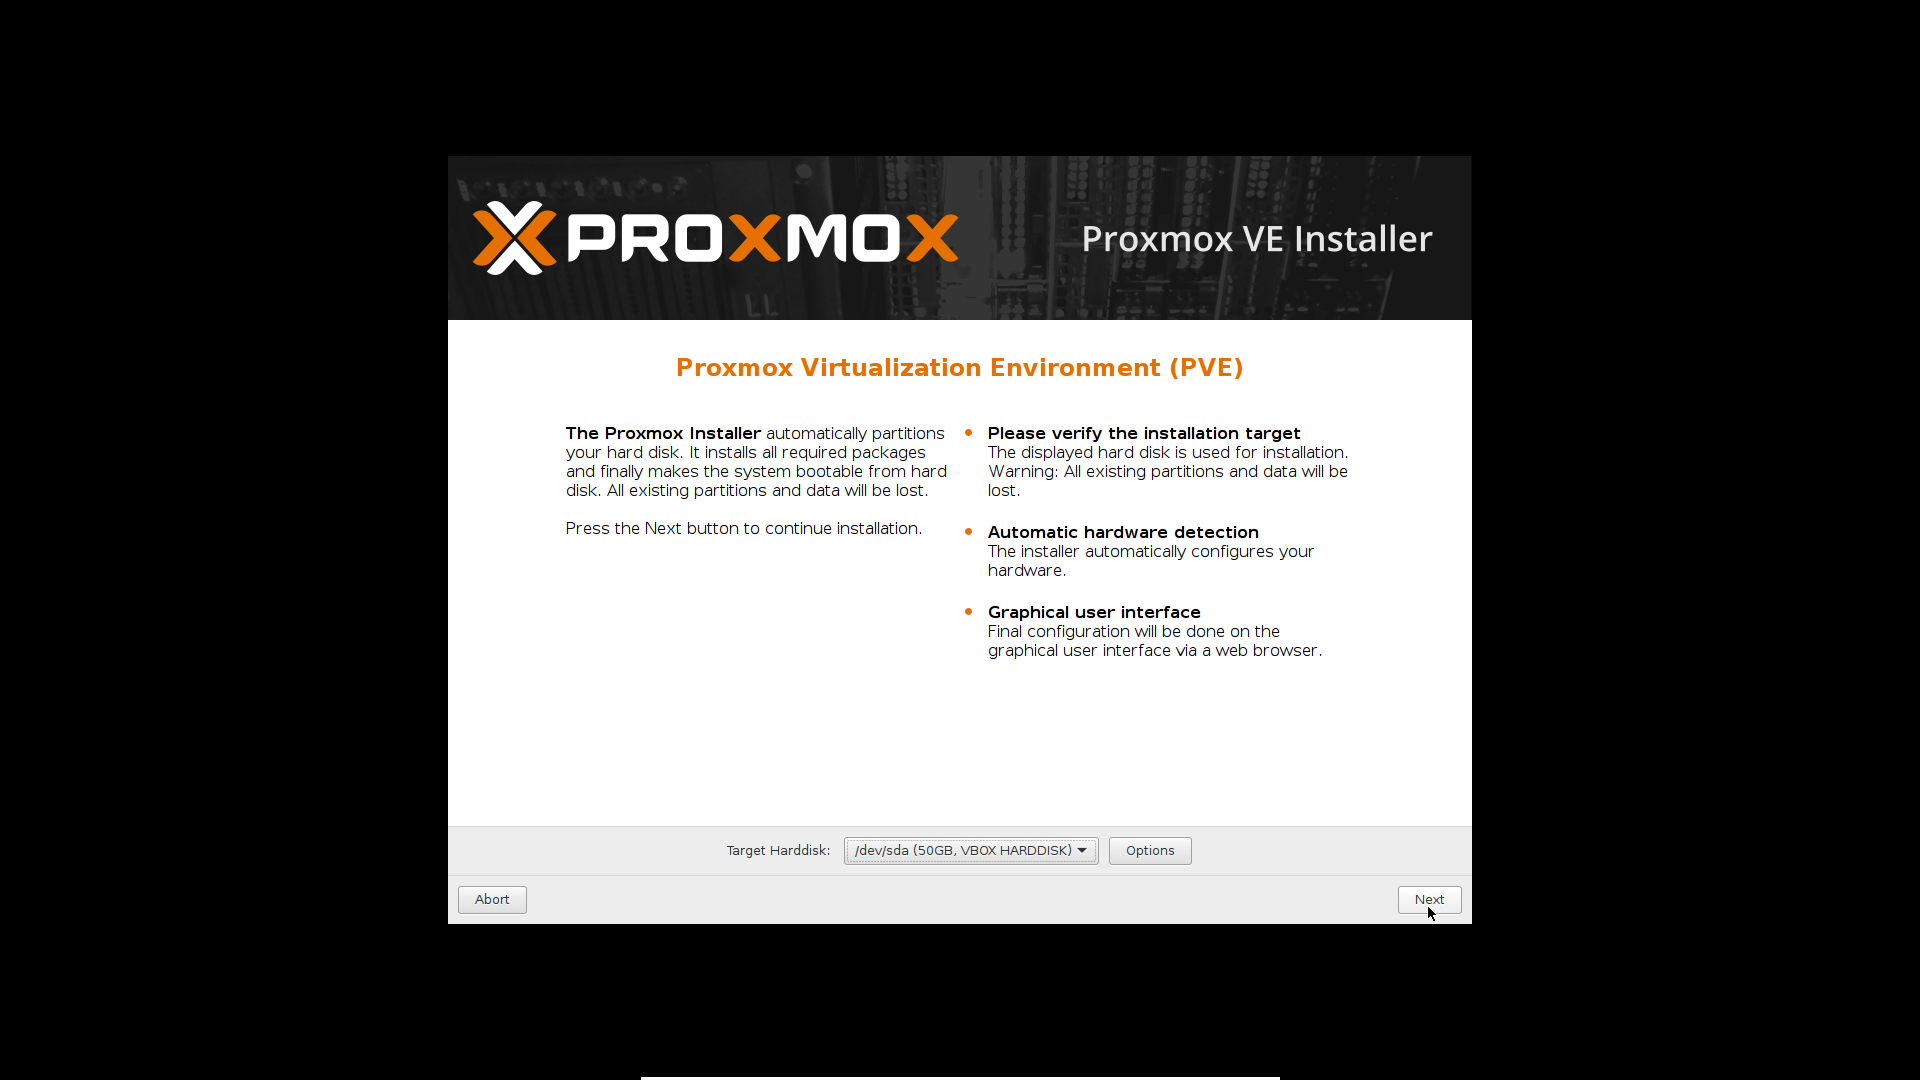 PROXMOX
Proxmox VE Installer
Proxmox Virtualization Environment (PVE)
The Proxmox Installer automatically partitions
your hard disk. It installs all required packages
and finally makes the system bootable from hard
disk. All existing partitions and data will be lost.
Press the Next button to continue installation.
Please verify the installation target
The displayed hard disk is used for installation.
Warning: All existing partitions and data will be
lost.
Automatic hardware detection
The installer automatically configures your
hardware.
Graphical user interface
Final configuration will be done on the
graphical user interface via a web browser.
Target Harddisk: /dev/sda (50GB, VBOX HARDDISK) Options
Abort Next